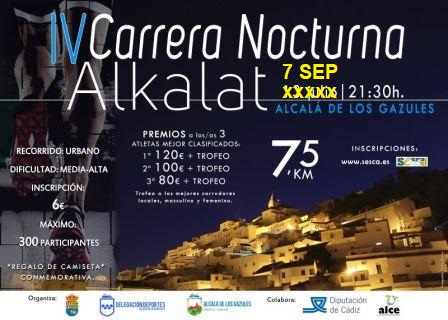 IV Carrera Nocturna
Alkalat
7 SEP
xxxxx | 21:30h.
ALCALÁ DE LOS GAZULES
RECORRIDO: URBANO
DIFICULTAD: MEDIA-ALTA
INSCRIPCIÓN:
6€
MÁXIMO:
300 PARTICIPANTES
*REGALO DE CAMISETA*
CONMEMORATIVA.
PREMIOS a los/as 3
ATLETAS MEJOR CLASIFICADOS:
1º 120€ + TROFEO
2º 100€ + TROFEO
3º 80€ + TROFEO
Trofeo a los mejores corredores
locales, masculino y femenino.
7,5
KM
INSCRIPCIONES:
www.sesca.es
Organiza:
DELEGACIÓN DEPORTES
ALCALÁ DE LOS GAZULES
Colabora:
Diputación
de Cádiz
alce